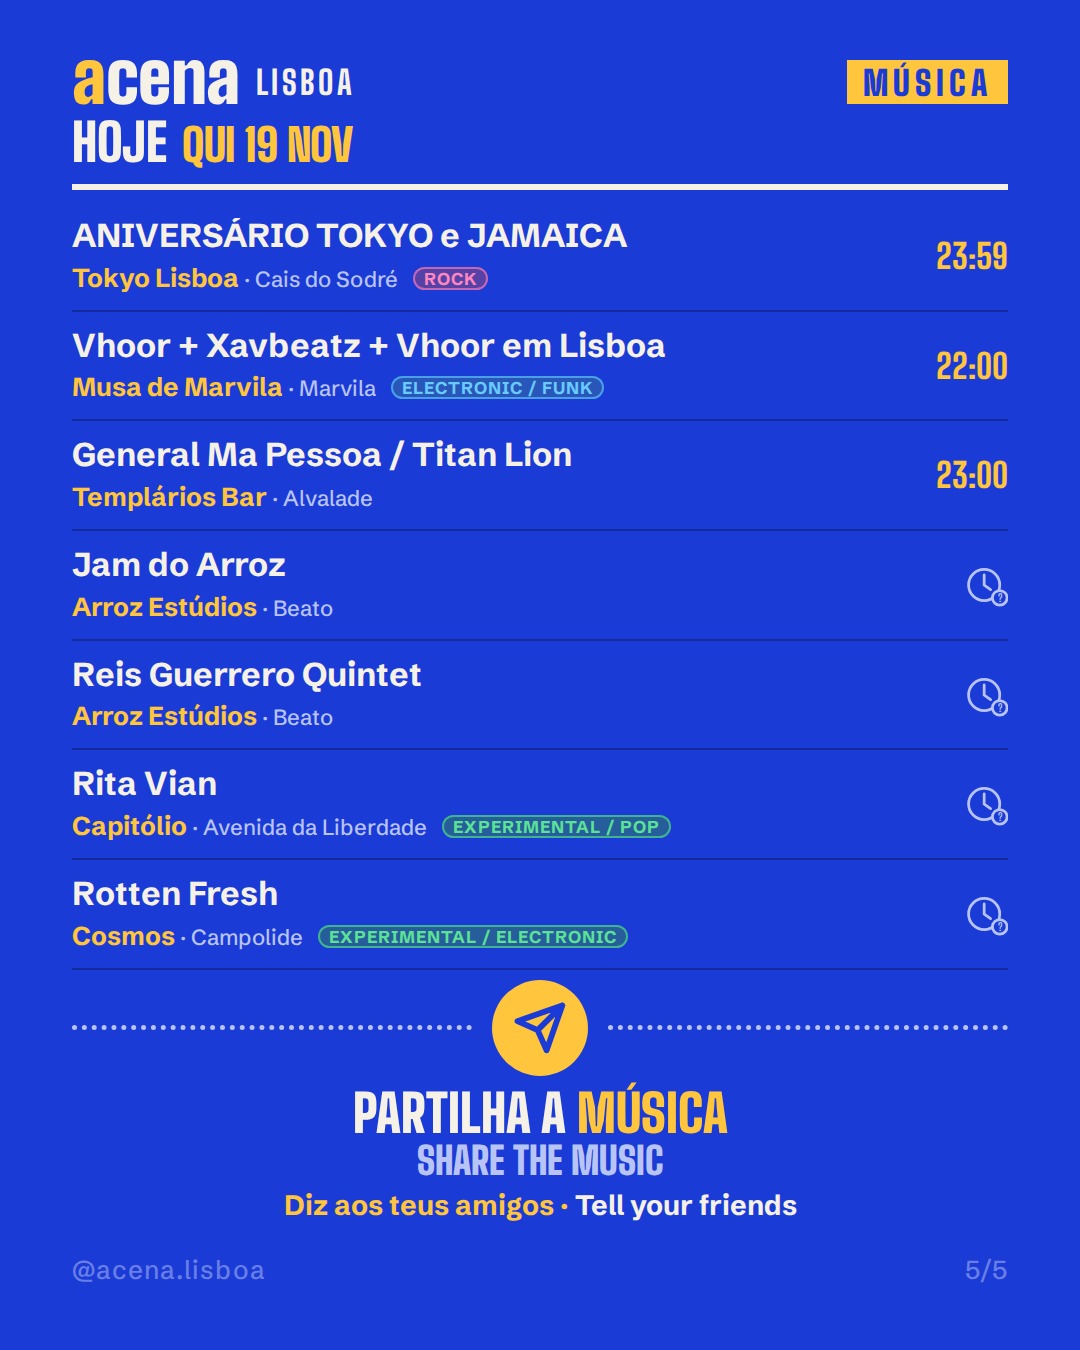 acena LISBOA
MÚSICA
HOJE QUI 19 NOV
ANIVERSÁRIO TOKYO e JAMAICA
Tokyo Lisboa · Cais do Sodré ROCK
23:59
Vhoor + Xavbeatz + Vhoor em Lisboa
Musa de Marvila · Marvila ELECTRONIC / FUNK
22:00
General Ma Pessoa / Titan Lion
Templários Bar · Alvalade
23:00
Jam do Arroz
Arroz Estúdios · Beato
?
Reis Guerrero Quintet
Arroz Estúdios · Beato
?
Rita Vian
Capitólio · Avenida da Liberdade EXPERIMENTAL / POP
?
Rotten Fresh
Cosmos · Campolide EXPERIMENTAL / ELECTRONIC
?
PARTILHA A MÚSICA
SHARE THE MUSIC
Diz aos teus amigos · Tell your friends
@acena.lisboa
5/5